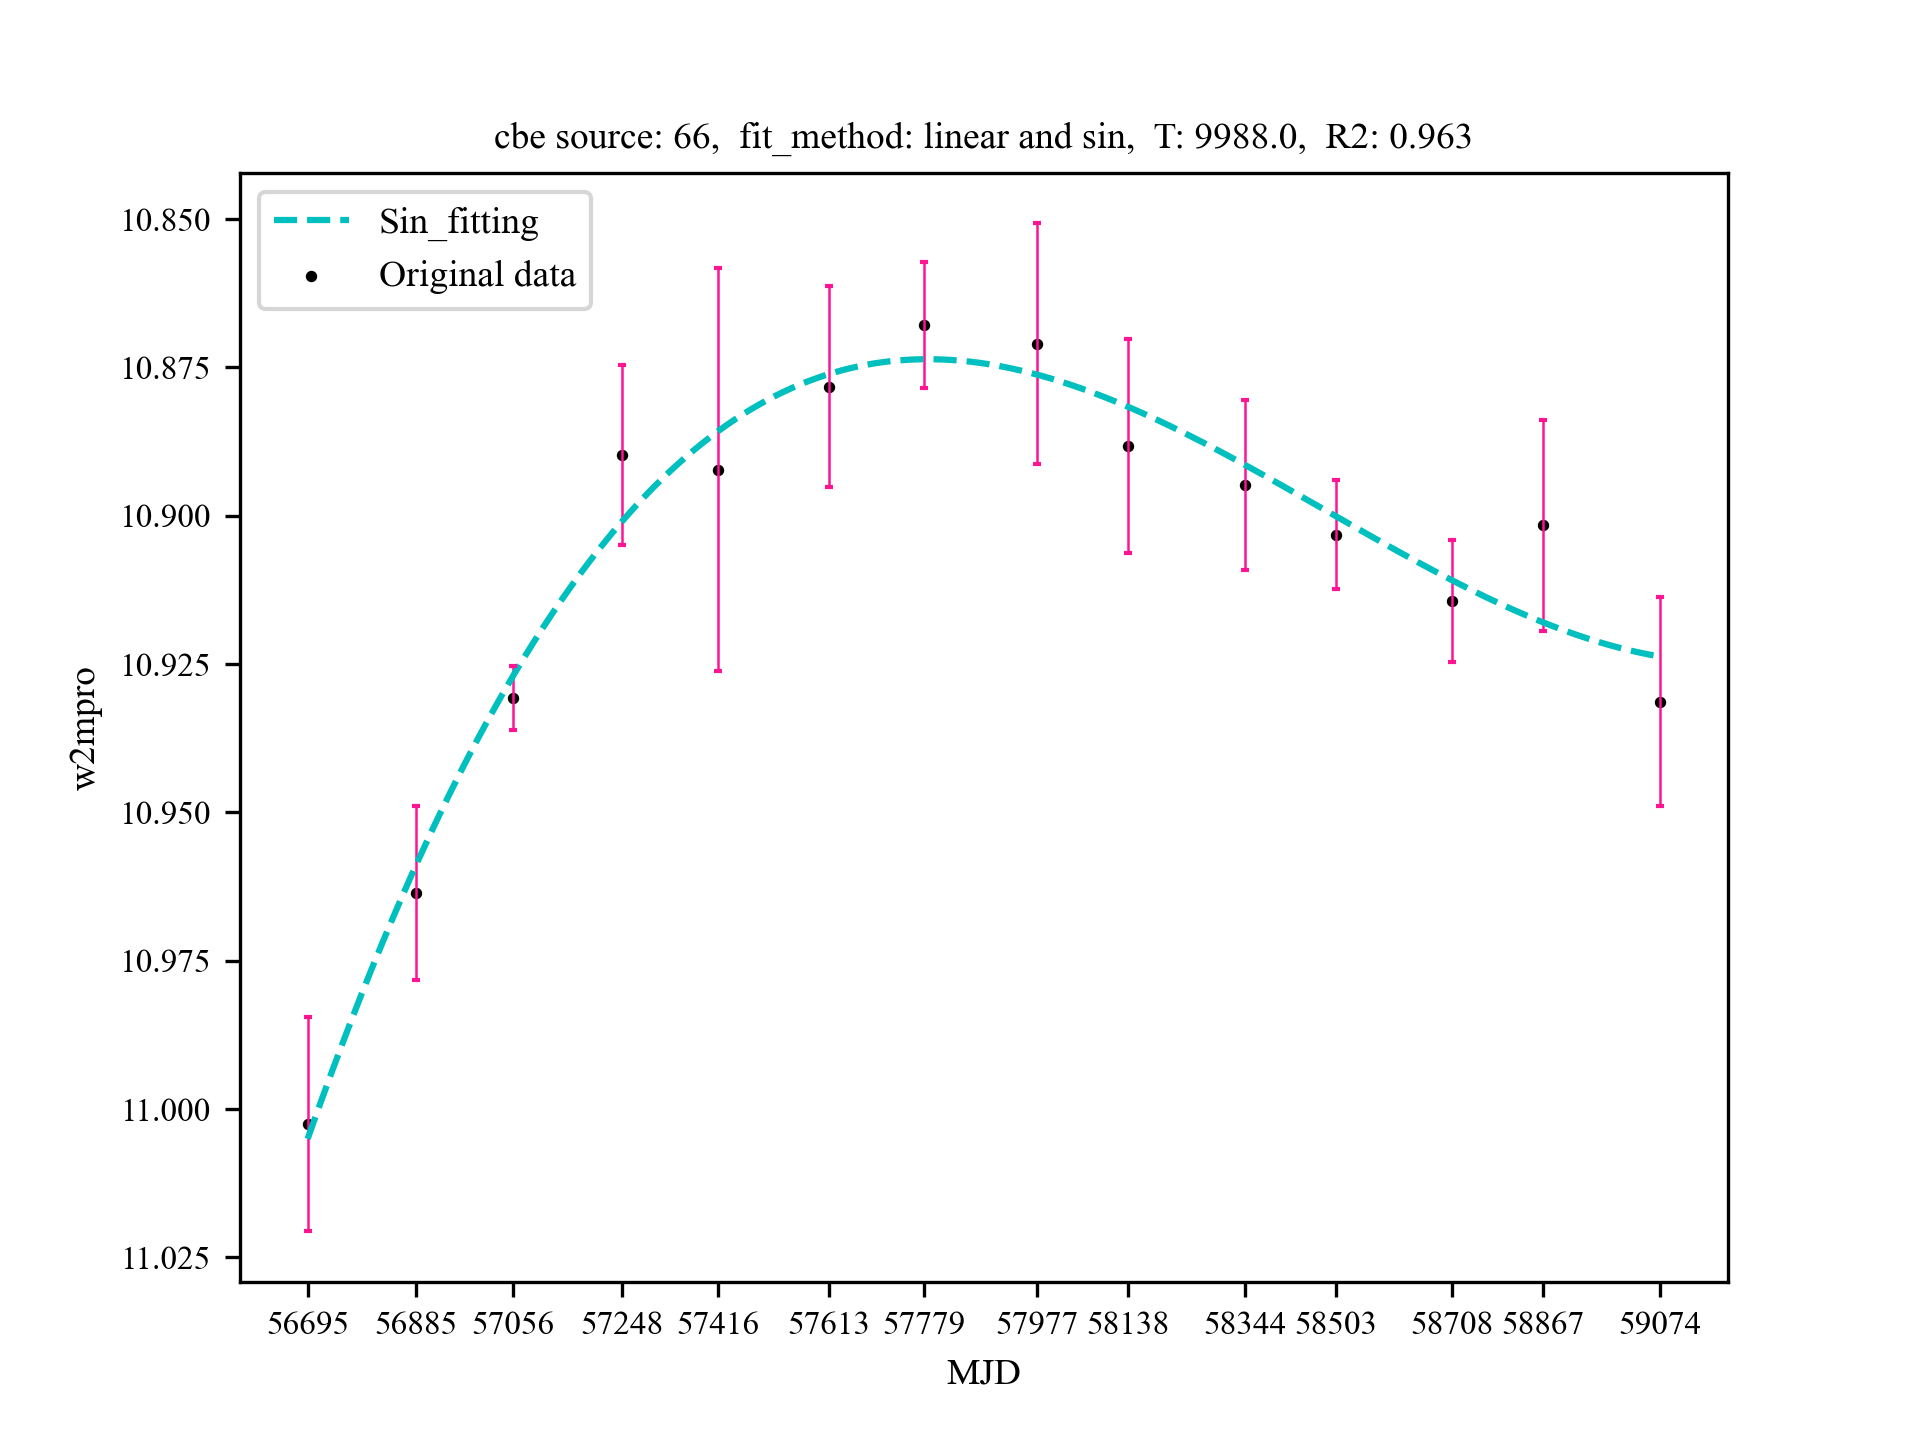 cbe source: 66, fit_method: linear and sin, T: 9988.0, R2: 0.963
Sin_fitting
Original data
10.850
10.875
10.900
10.925
10.950
10.975
11.000
11.025
w2mpro
56695 56885 57056 57248 57416 57613 57779 57977 58138 58344 58503 58708 58867 59074
MJD